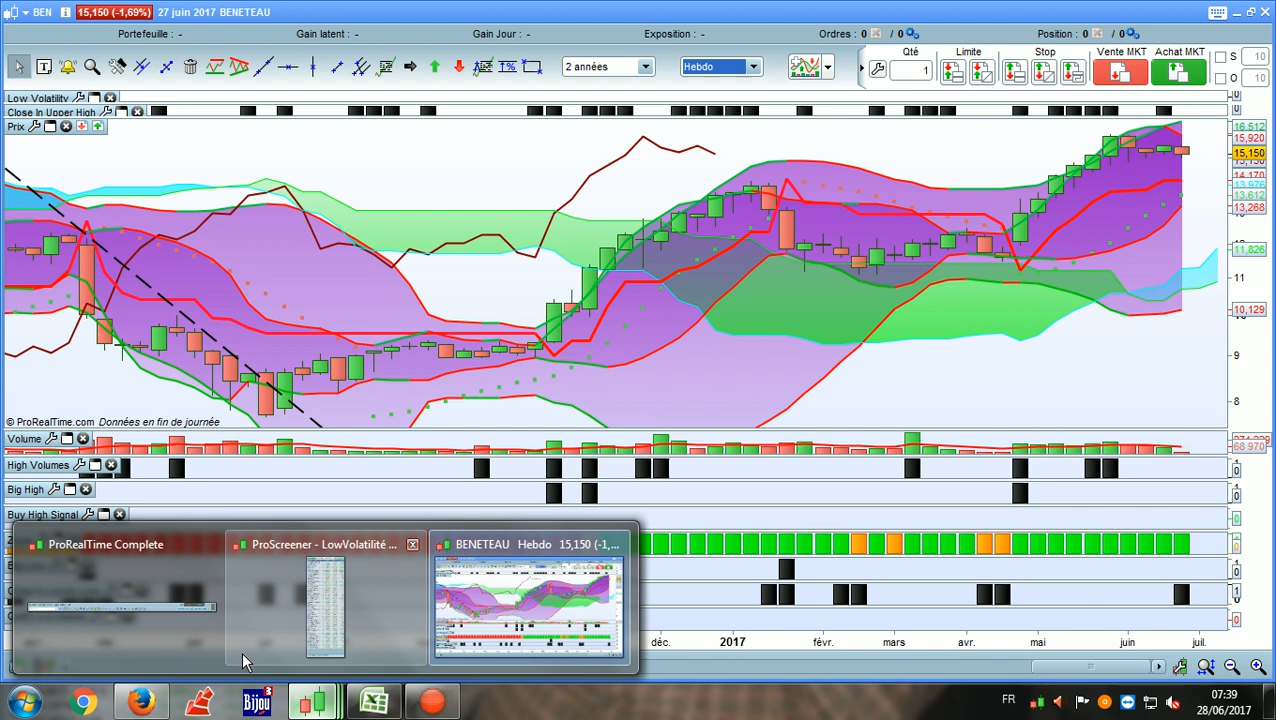 BEN 15,150 (-1,69%) 27 juin 2017 BENETEAU
Portefeuille : - Gain latent : - Gain Jour : - Exposition : - Ordres : 0 / 0 Position : 0 / 0
2 années Hebdo Qté Limite Stop Vente MKT Achat MKT S 10
1 O 10
Low Volatility
Close In Upper High
Prix
16,512
15,920
15,150
14,170
13,976
13,612
13,268
11,826
11
10,129
9
8
© ProRealTime.com Données en fin de journée
Volume
68 970
High Volumes
Big High
Buy High Signal
ProRealTime Complete ProScreener - LowVolatilité ... BENETEAU Hebdo 15,150 (-1,...
déc. 2017 févr. mars avr. mai juin juil.
Bijou 3
FR 07:39
28/06/2017